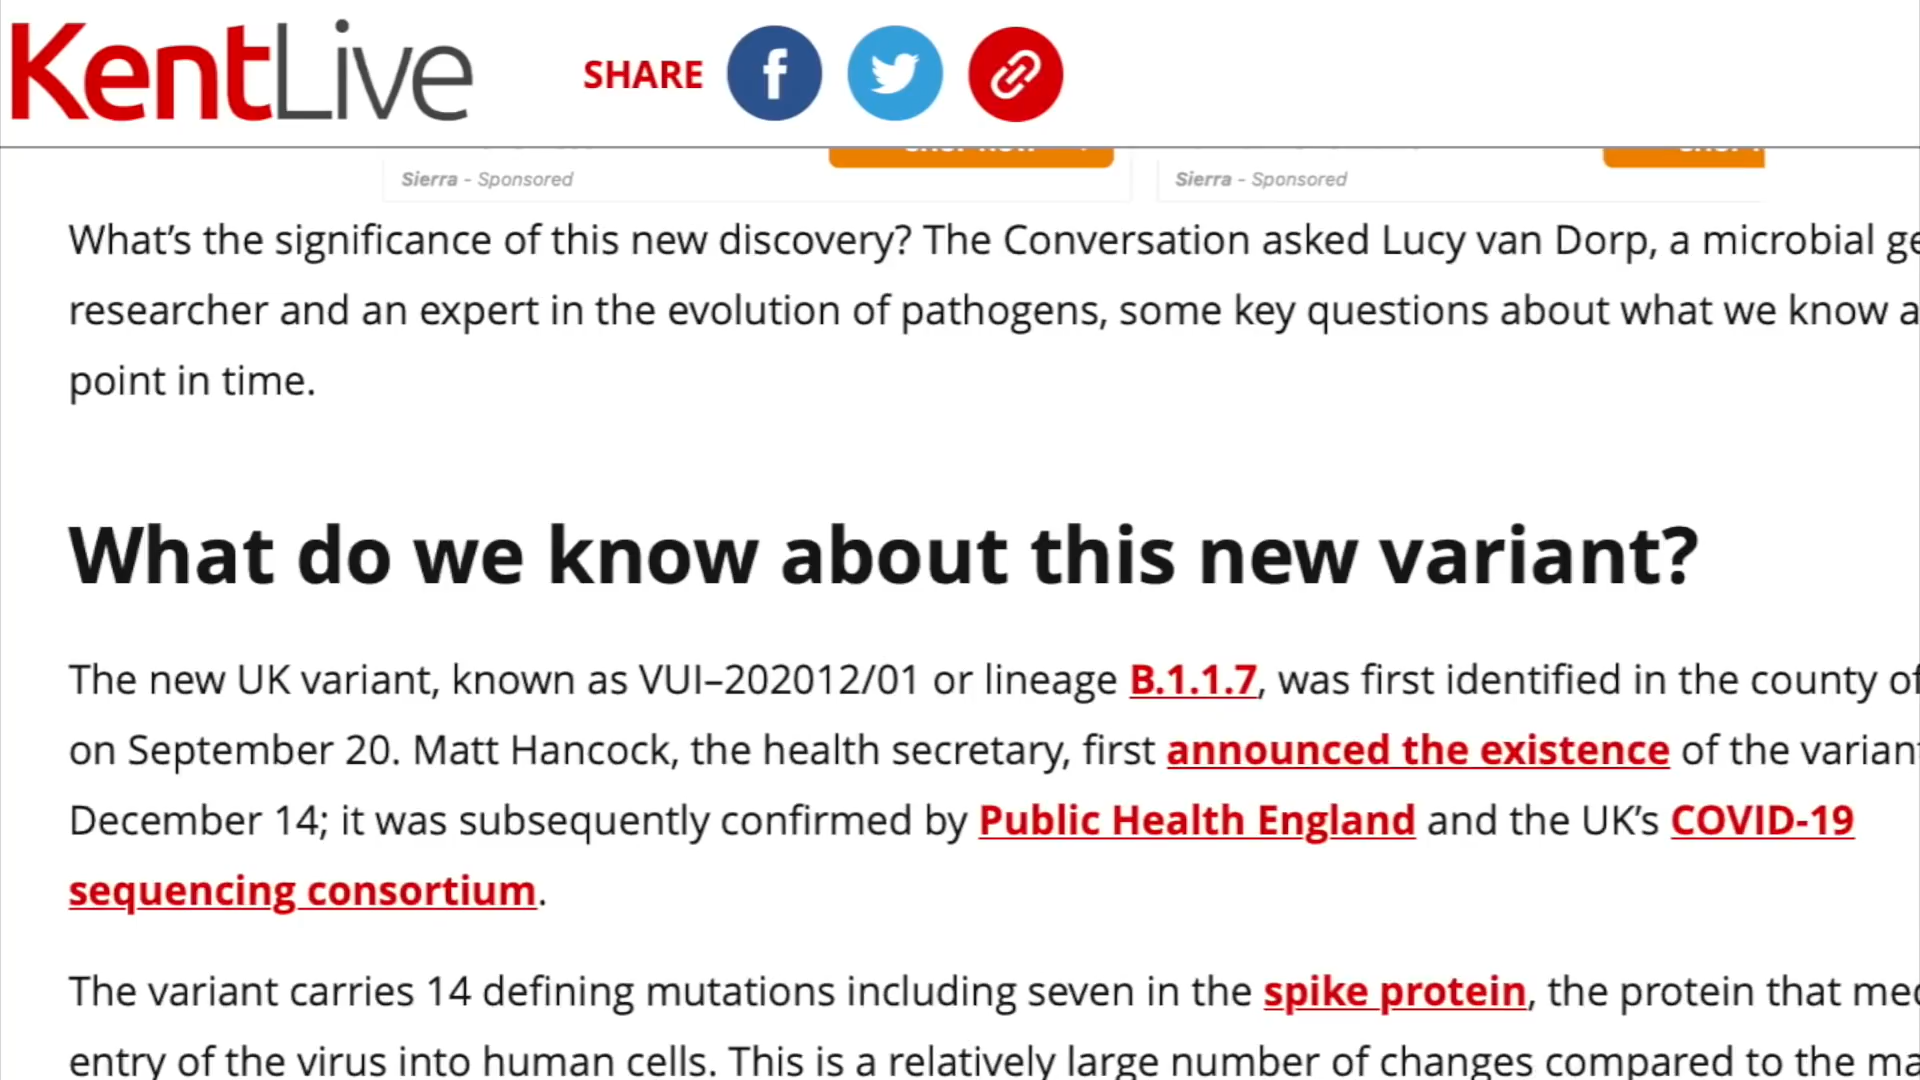 KentLive
SHARE
Sierra - Sponsored
Sierra - Sponsored
What's the significance of this new discovery? The Conversation asked Lucy van Dorp, a microbial
researcher and an expert in the evolution of pathogens, some key questions about what we know
point in time.
What do we know about this new variant?
The new UK variant, known as VUI–202012/01 or lineage B.1.1.7, was first identified in the county of
on September 20. Matt Hancock, the health secretary, first announced the existence of the variant
December 14; it was subsequently confirmed by Public Health England and the UK's COVID-19
sequencing consortium.
The variant carries 14 defining mutations including seven in the spike protein, the protein that
entry of the virus into human cells. This is a relatively large number of changes compared to the